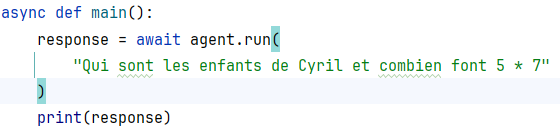 async def main():
    response = await agent.run(
        "Qui sont les enfants de Cyril et combien font 5 * 7"
    )
    print(response)